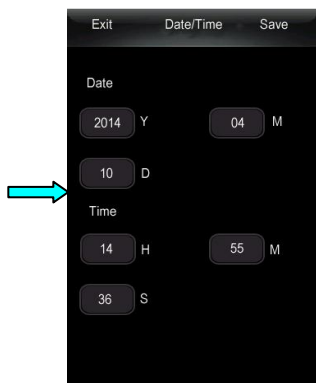 Exit Date/Time Save
Date
2014 Y 04 M
10 D
Time
14 H 55 M
36 S